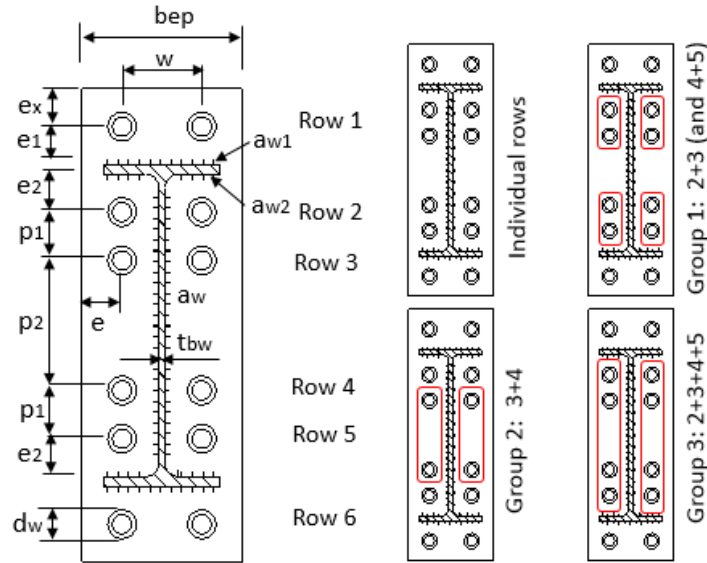 bep
w
ex
e1
e2
p1
p2
p1
e2
dw
e
aw1
aw2
aw
tbw
Row 1
Row 2
Row 3
Row 4
Row 5
Row 6
Individual rows
Group 1: 2+3 (and 4+5)
Group 2: 3+4
Group 3: 2+3+4+5